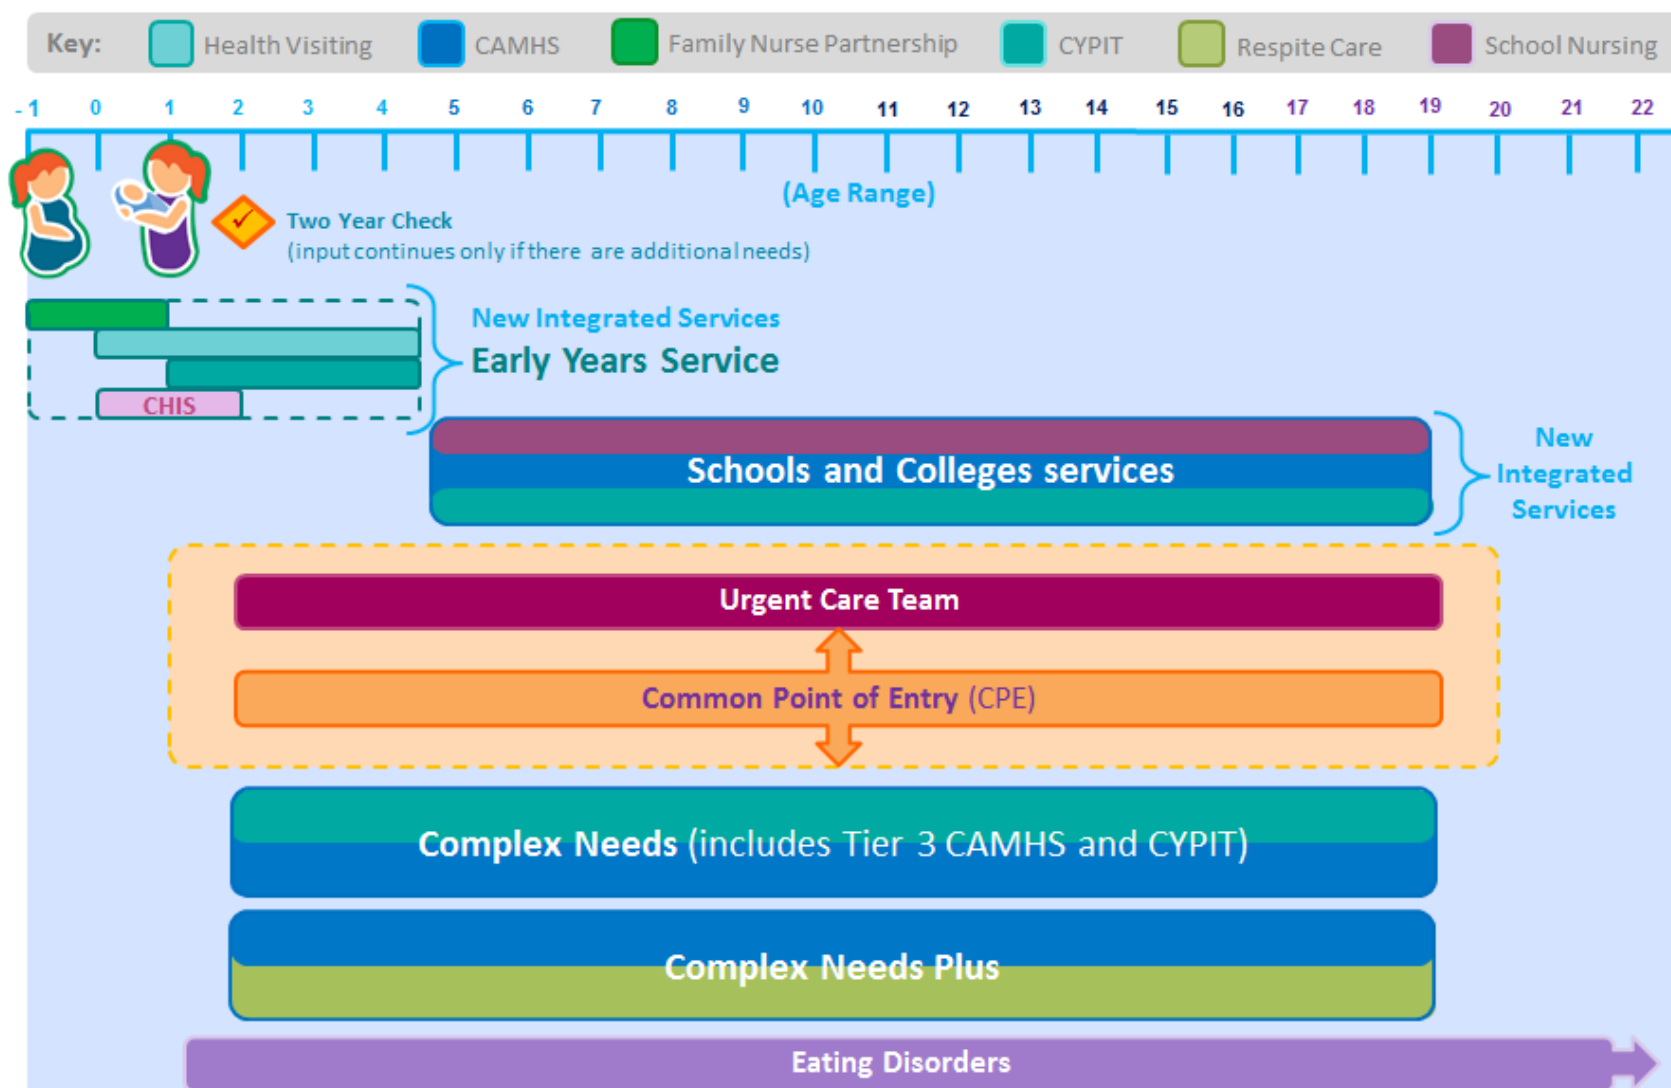 Key: Health Visiting CAMHS Family Nurse Partnership CYPIT Respite Care School Nursing
- 1 0 1 2 3 4 5 6 7 8 9 10 11 12 13 14 15 16 17 18 19 20 21 22
(Age Range)
Two Year Check
(input continues only if there are additional needs)
New Integrated Services
Early Years Service
CHIS
Schools and Colleges services
New
Integrated
Services
Urgent Care Team
Common Point of Entry (CPE)
Complex Needs (includes Tier 3 CAMHS and CYPIT)
Complex Needs Plus
Eating Disorders